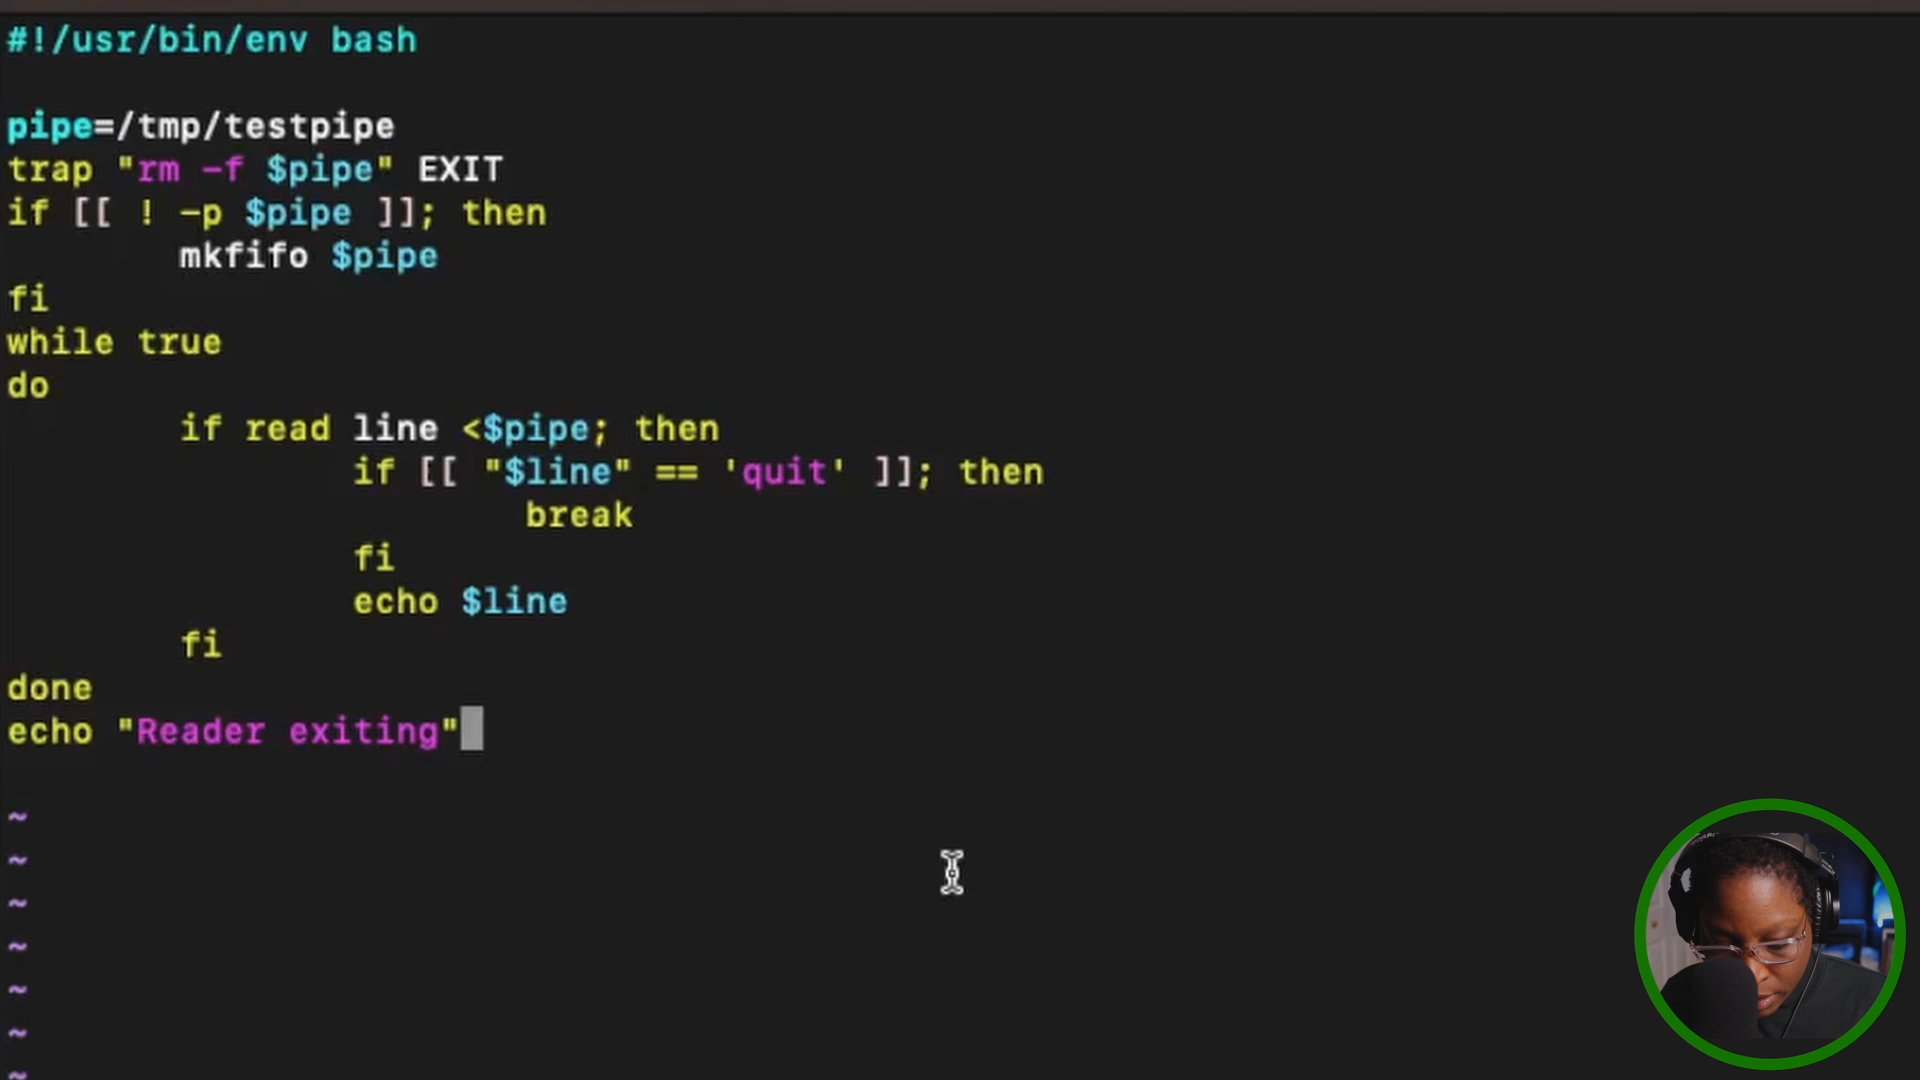 #!/usr/bin/env bash
pipe=/tmp/testpipe
trap "rm -f $pipe" EXIT
if [[ ! -p $pipe ]]; then
mkfifo $pipe
fi
while true
do
if read line <$pipe; then
if [[ "$line" == 'quit' ]]; then
break
fi
echo $line
fi
done
echo "Reader exiting"
~
~
~
~
~
~
~